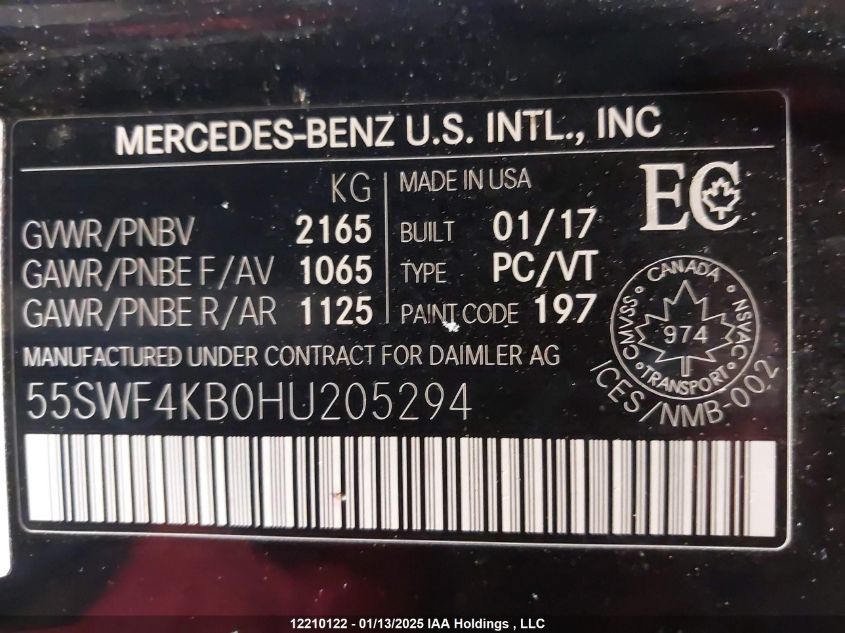 MERCEDES-BENZ U.S. INTL., INC
KG
GVWR/PNBV 2165
GAWR/PNBE F/AV 1065
GAWR/PNBE R/AR 1125
MADE IN USA
BUILT 01/17
TYPE PC/VT
PAINT CODE 197
EC
CANADA
CMVSS 974 NSVAC
TRANSPORT
ICES/NMB-002
MANUFACTURED UNDER CONTRACT FOR DAIMLER AG
55SWF4KB0HU205294
12210122 - 01/13/2025 IAA Holdings , LLC